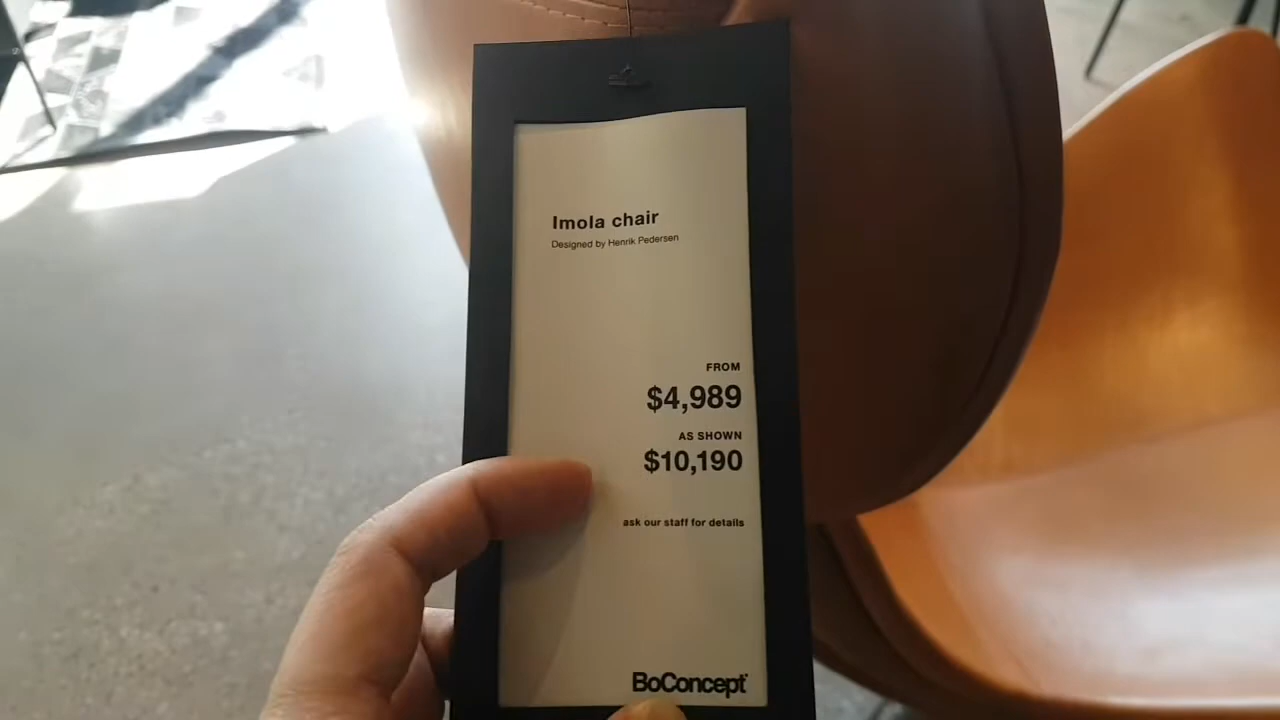 Imola chair
Designed by Henrik Pedersen
FROM
$4,989
AS SHOWN
$10,190
ask our staff for details
BoConcept